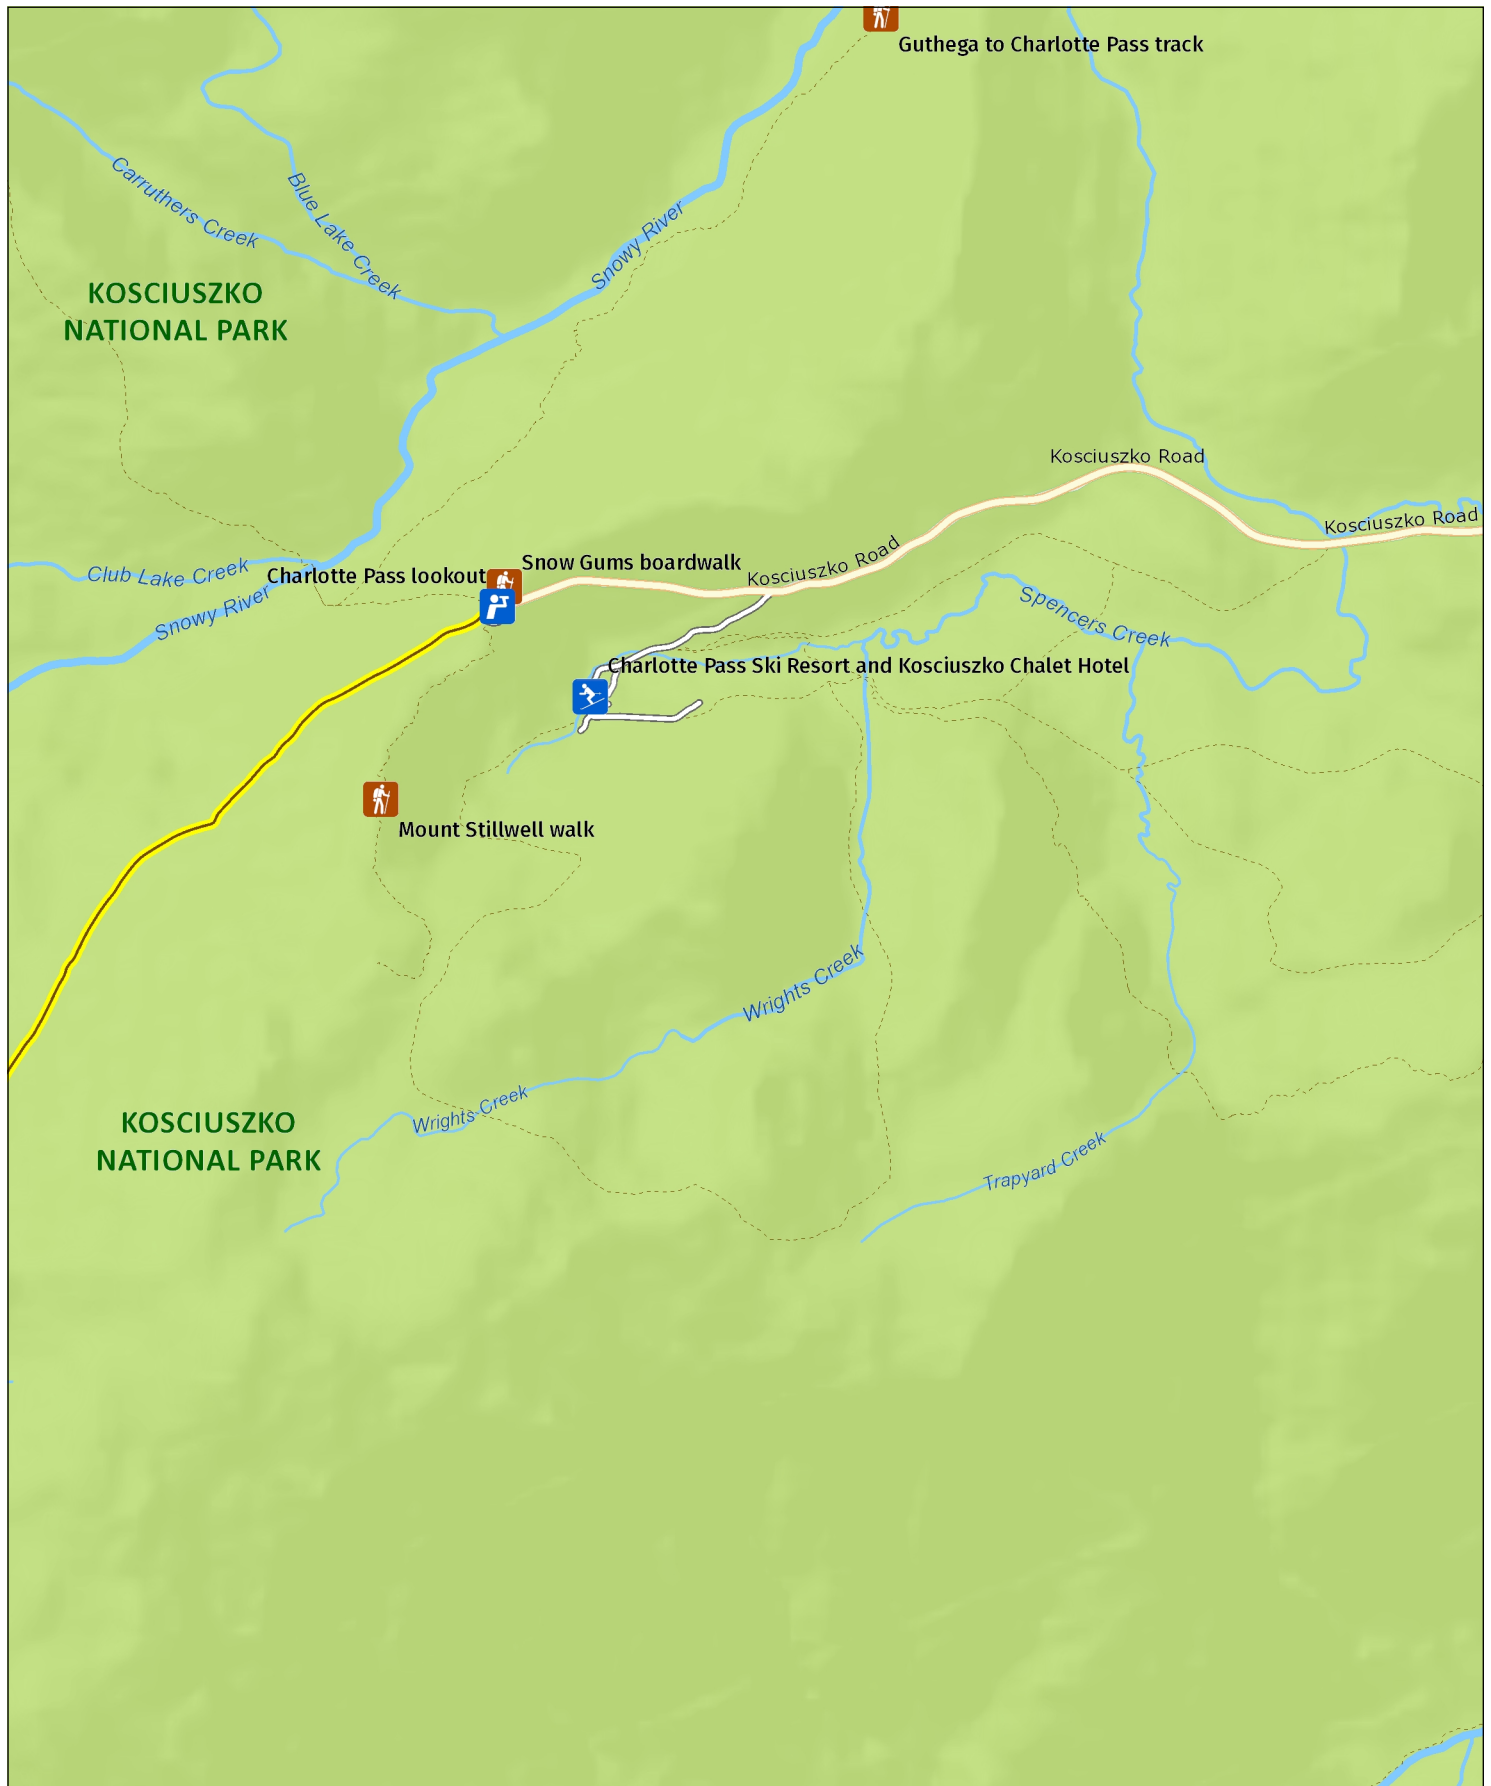 Guthega to Charlotte Pass track
Carruthers Creek
Blue Lake Creek
Snowy River
KOSCIUSZKO
NATIONAL PARK
Kosciuszko Road
Kosciuszko Road
Kosciuszko Road
Snow Gums boardwalk
Charlotte Pass lookout
Club Lake Creek
Snowy River
Spencers Creek
Charlotte Pass Ski Resort and Kosciuszko Chalet Hotel
Mount Stillwell walk
Wrights Creek
Wrights Creek
KOSCIUSZKO
NATIONAL PARK
Trapyard Creek